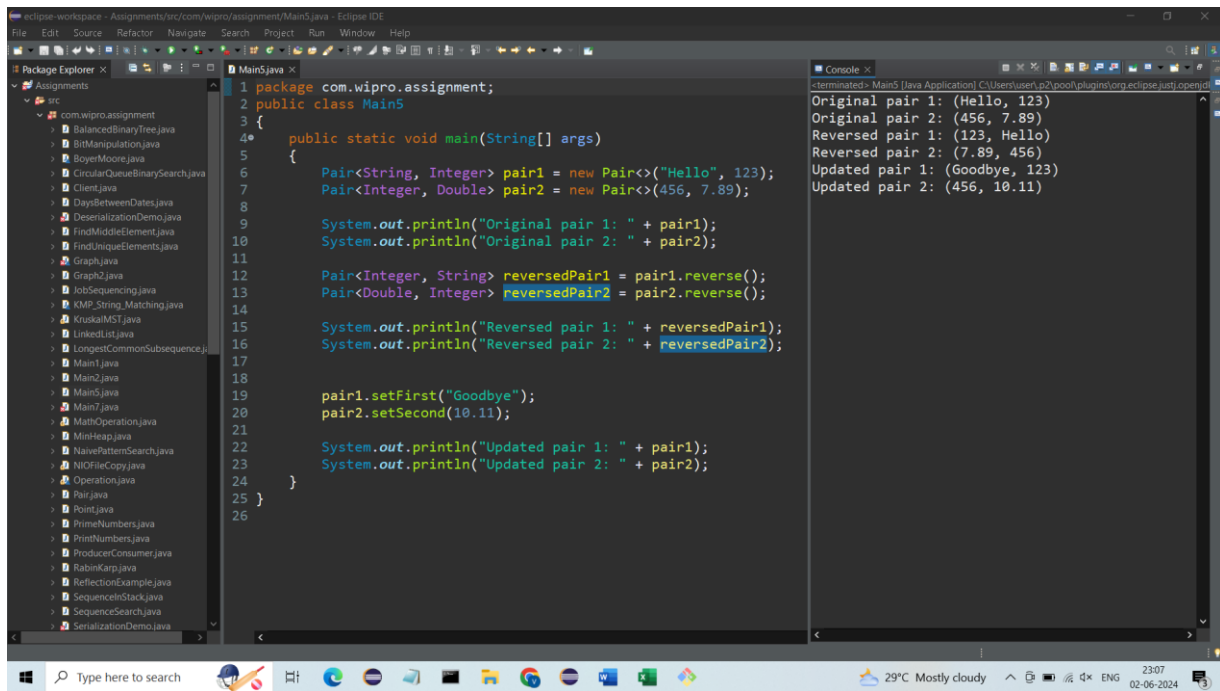 eclipse-workspace - Assignments/src/com/wipro/assignment/Main5.java - Eclipse IDE
File Edit Source Refactor Navigate Search Project Run Window Help
Package Explorer
Assignments
src
com.wipro.assignment
BalancedBinaryTree.java
BitManipulation.java
BoyerMoore.java
CircularQueueBinarySearch.java
Client.java
DaysBetweenDates.java
DeserializationDemo.java
FindMiddleElement.java
FindUniqueElements.java
Graph.java
Graph2.java
JobSequencing.java
KMP_String_Matching.java
KruskalMST.java
LinkedList.java
LongestCommonSubsequence.ja
Main1.java
Main2.java
Main5.java
Main7.java
MathOperation.java
MinHeap.java
NaivePatternSearch.java
NIOFileCopy.java
Operation.java
Pair.java
Point.java
PrimeNumbers.java
PrintNumbers.java
ProducerConsumer.java
RabinKarp.java
ReflectionExample.java
SequenceInStack.java
SequenceSearch.java
SerializationDemo.java
Main5.java
1 package com.wipro.assignment;
2 public class Main5
3 {
4 public static void main(String[] args)
5 {
6 Pair<String, Integer> pair1 = new Pair<>("Hello", 123);
7 Pair<Integer, Double> pair2 = new Pair<>(456, 7.89);
8
9 System.out.println("Original pair 1: " + pair1);
10 System.out.println("Original pair 2: " + pair2);
11
12 Pair<Integer, String> reversedPair1 = pair1.reverse();
13 Pair<Double, Integer> reversedPair2 = pair2.reverse();
14
15 System.out.println("Reversed pair 1: " + reversedPair1);
16 System.out.println("Reversed pair 2: " + reversedPair2);
17
18
19 pair1.setFirst("Goodbye");
20 pair2.setSecond(10.11);
21
22 System.out.println("Updated pair 1: " + pair1);
23 System.out.println("Updated pair 2: " + pair2);
24 }
25 }
26
Console
<terminated> Main5 [Java Application] C:\Users\user\.p2\pool\plugins\org.eclipse.justj.openjdl
Original pair 1: (Hello, 123)
Original pair 2: (456, 7.89)
Reversed pair 1: (123, Hello)
Reversed pair 2: (7.89, 456)
Updated pair 1: (Goodbye, 123)
Updated pair 2: (456, 10.11)
Type here to search
29°C Mostly cloudy
ENG
23:07
02-06-2024
3